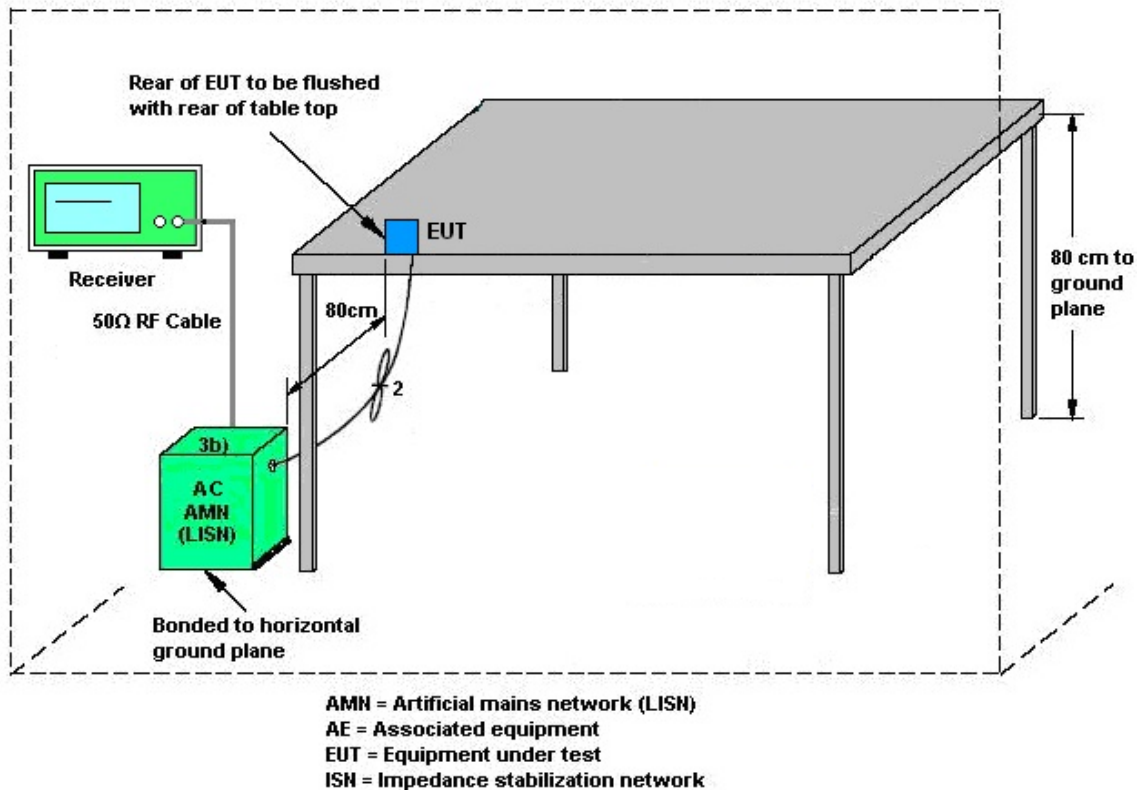 Rear of EUT to be flushed
with rear of table top
EUT
Receiver
50Ω RF Cable
80cm
2
80 cm to
ground
plane
3b)
AC
AMN
(LISN)
Bonded to horizontal
ground plane
AMN = Artificial mains network (LISN)
AE = Associated equipment
EUT = Equipment under test
ISN = Impedance stabilization network